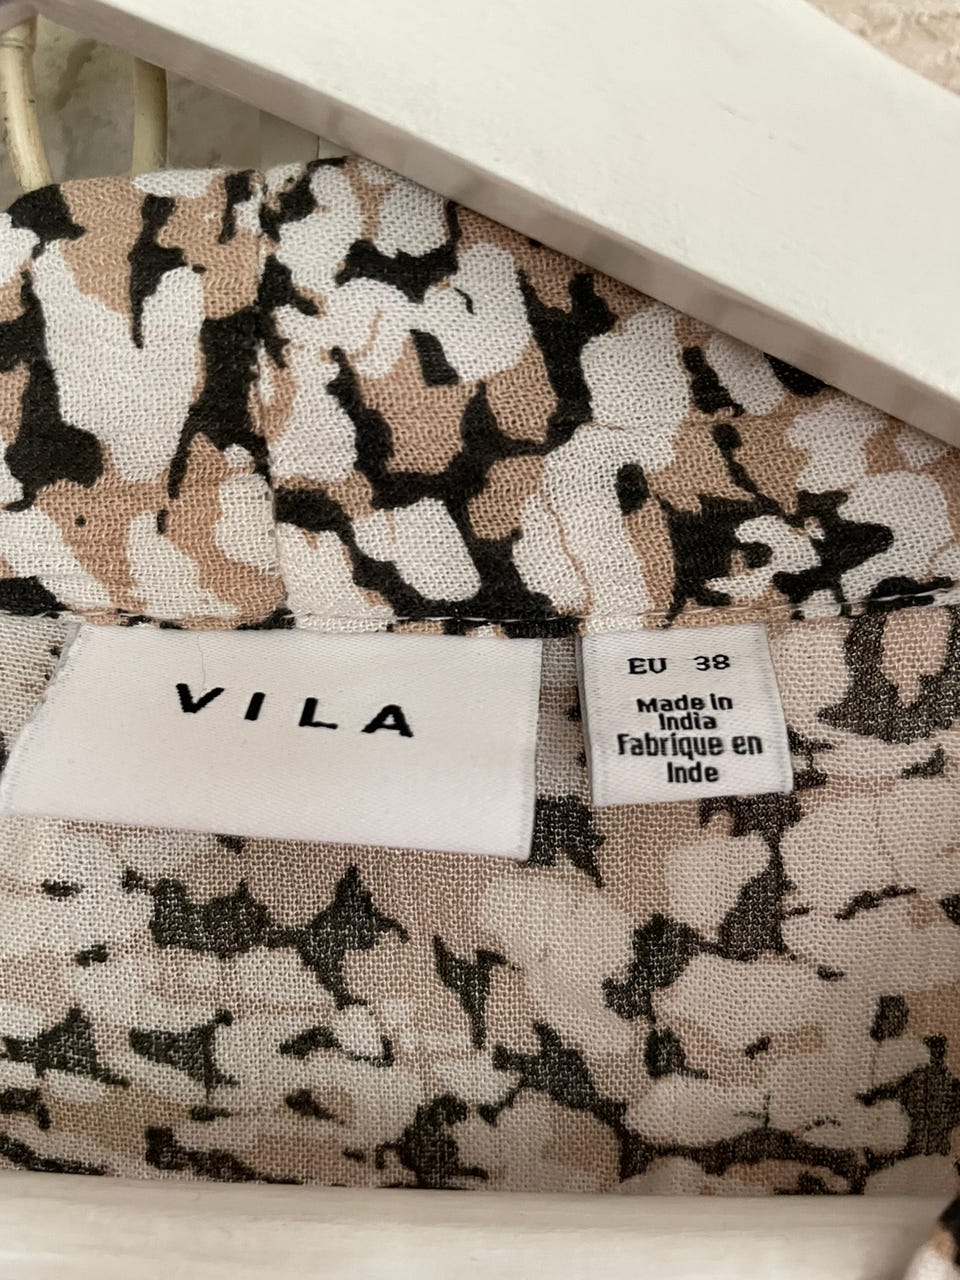 VILA
EU 38
Made in
India
Fabrique en
Inde